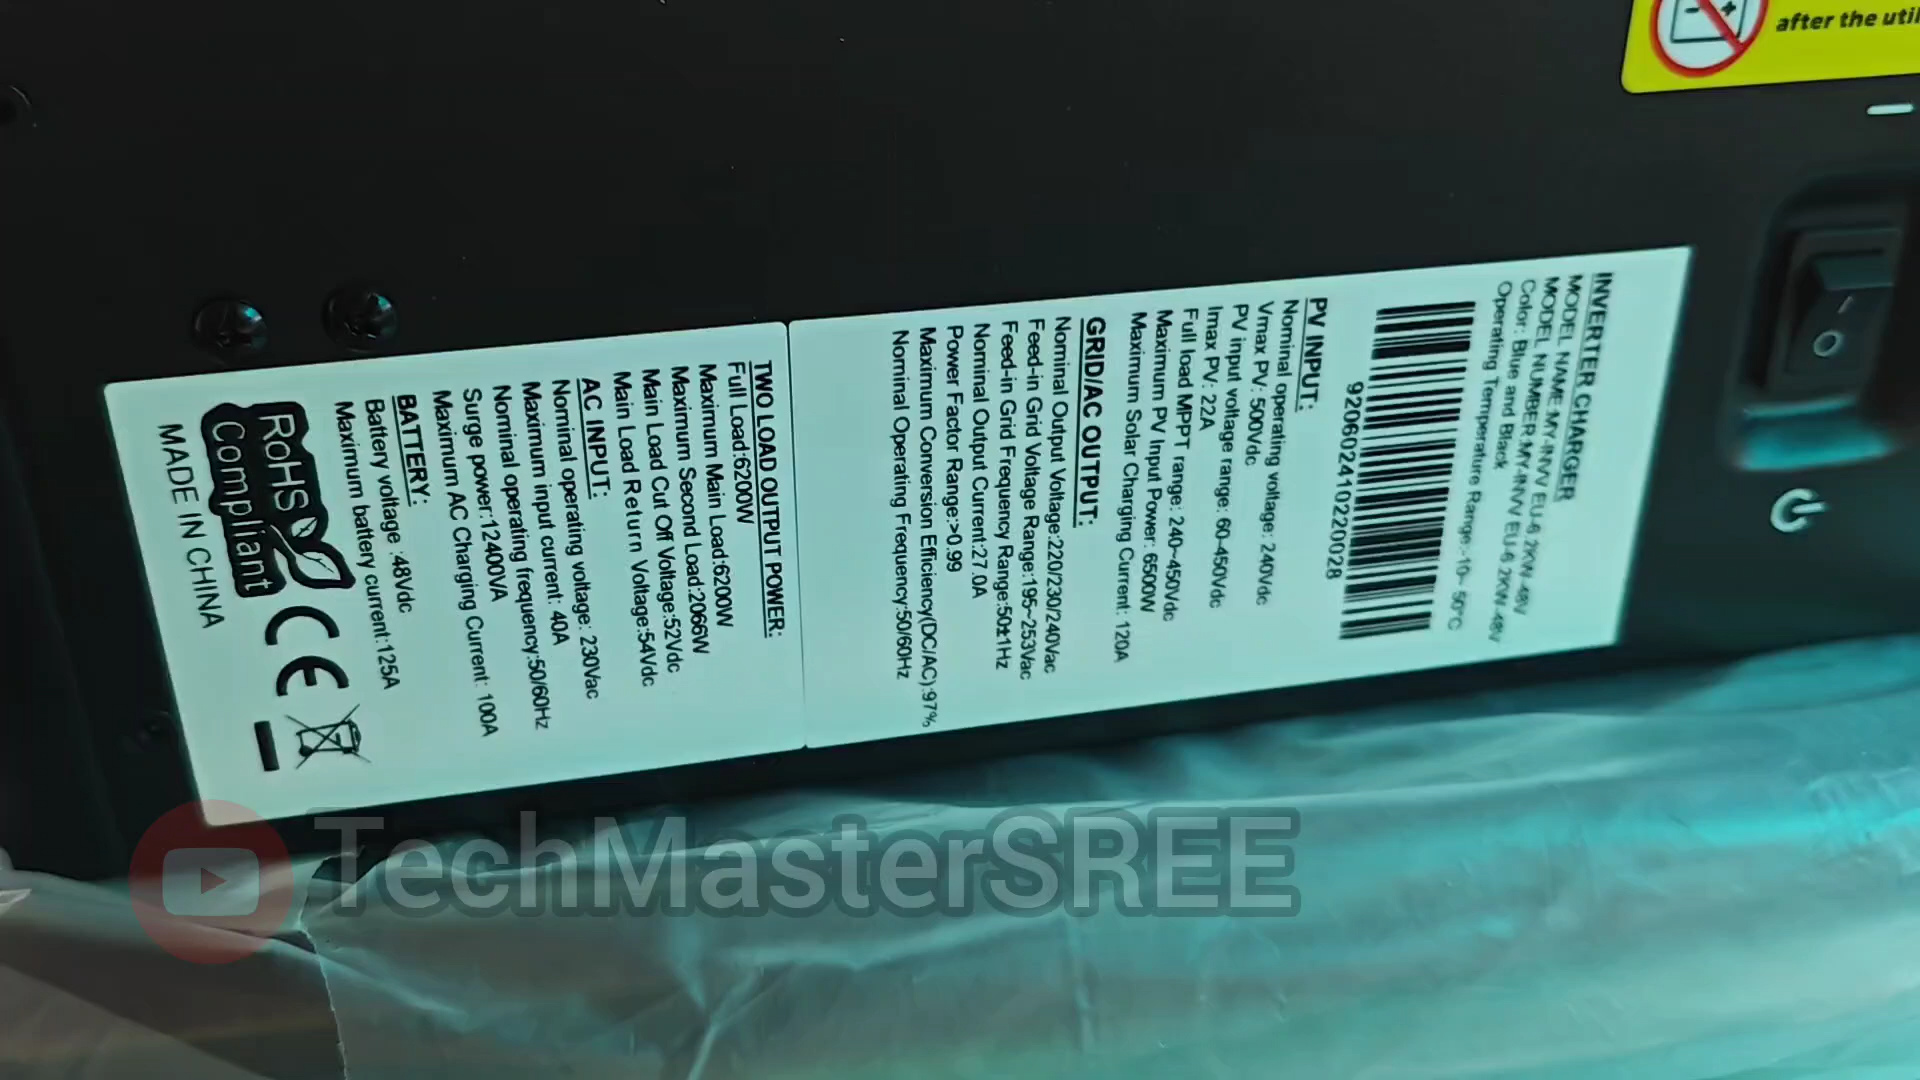 after the util
INVERTER CHARGER
MODEL NAME:MY-INVV EU-6.2KW-48V
MODEL NUMBER:MY-INVV EU-6.2KW-48V
Color: Blue and Black
Operating Temperature Range:-10~ 50°C
920602410220028
PV INPUT:
Nominal operating voltage: 240Vdc
Vmax PV: 500Vdc
PV input voltage range: 60-450Vdc
Imax PV: 22A
Full load MPPT range: 240~450Vdc
Maximum PV Input Power: 6500W
Maximum Solar Charging Current: 120A
GRID/AC OUTPUT:
Nominal Output Voltage:220/230/240Vac
Feed-in Grid Voltage Range:195~253Vac
Feed-in Grid Frequency Range:50±1Hz
Nominal Output Current:27.0A
Power Factor Range:>0.99
Maximum Conversion Efficiency(DC/AC):97%
Nominal Operating Frequency:50/60Hz
TWO LOAD OUTPUT POWER:
Full Load:6200W
Maximum Main Load:6200W
Maximum Second Load:2066W
Main Load Cut Off Voltage:52Vdc
Main Load Return Voltage:54Vdc
AC INPUT:
Nominal operating voltage: 230Vac
Maximum input current: 40A
Nominal operating frequency:50/60Hz
Surge power:12400VA
Maximum AC Charging Current: 100A
BATTERY:
Battery voltage :48Vdc
Maximum battery current:125A
RoHS
Compliant
CE
MADE IN CHINA
TechMasterSREE